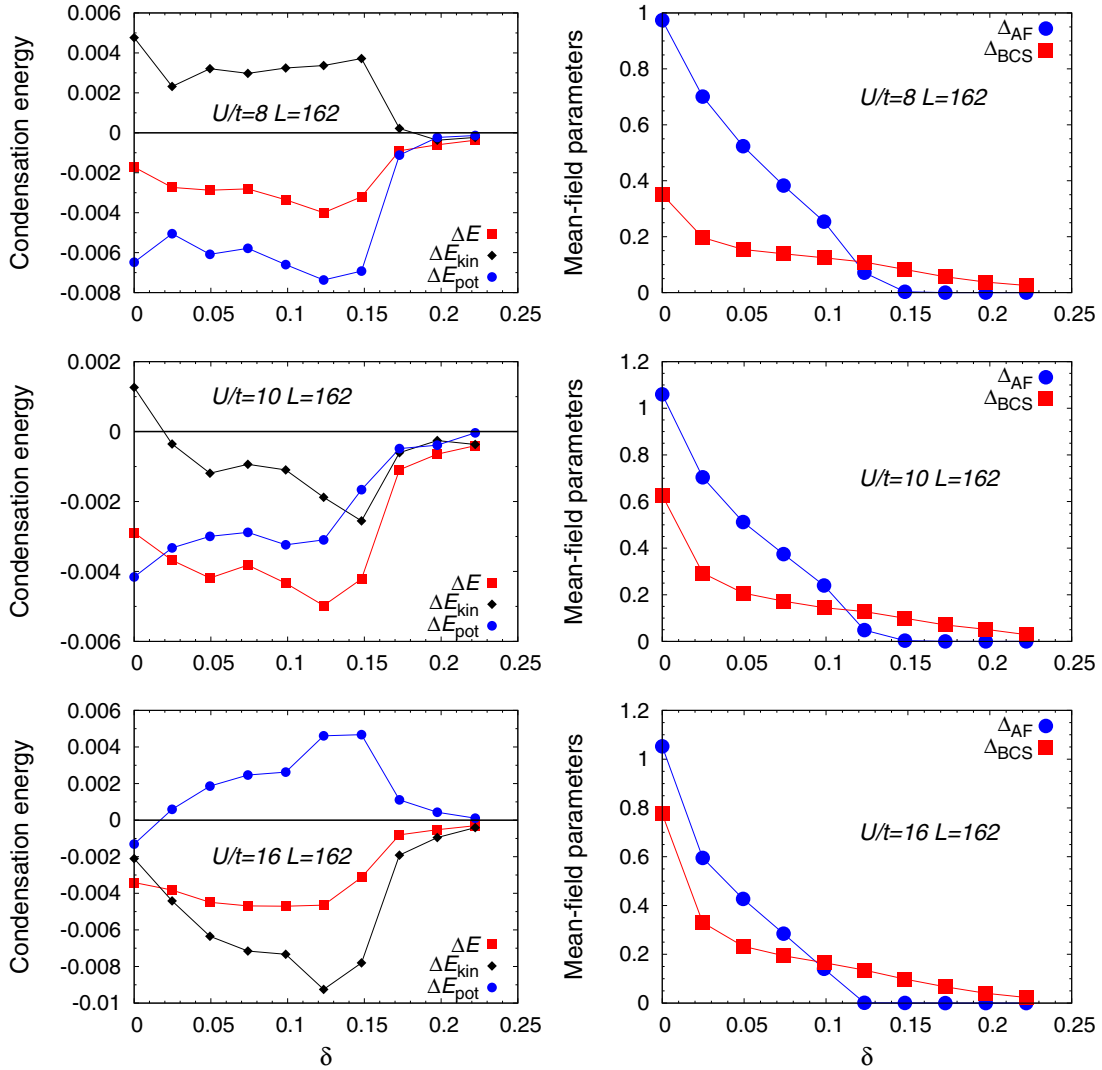 Condensation energy
0.006
0.004
0.002
0
-0.002
-0.004
-0.006
-0.008
U/t=8 L=162
ΔE
ΔE_kin
ΔE_pot
0 0.05 0.1 0.15 0.2 0.25
Mean-field parameters
1
0.8
0.6
0.4
0.2
0
U/t=8 L=162
Δ_AF
Δ_BCS
0 0.05 0.1 0.15 0.2 0.25
Condensation energy
0.002
0
-0.002
-0.004
-0.006
U/t=10 L=162
ΔE
ΔE_kin
ΔE_pot
0 0.05 0.1 0.15 0.2 0.25
Mean-field parameters
1.2
1
0.8
0.6
0.4
0.2
0
U/t=10 L=162
Δ_AF
Δ_BCS
0 0.05 0.1 0.15 0.2 0.25
Condensation energy
0.006
0.004
0.002
0
-0.002
-0.004
-0.006
-0.008
-0.01
U/t=16 L=162
ΔE
ΔE_kin
ΔE_pot
0 0.05 0.1 0.15 0.2 0.25
δ
Mean-field parameters
1.2
1
0.8
0.6
0.4
0.2
0
U/t=16 L=162
Δ_AF
Δ_BCS
0 0.05 0.1 0.15 0.2 0.25
δ